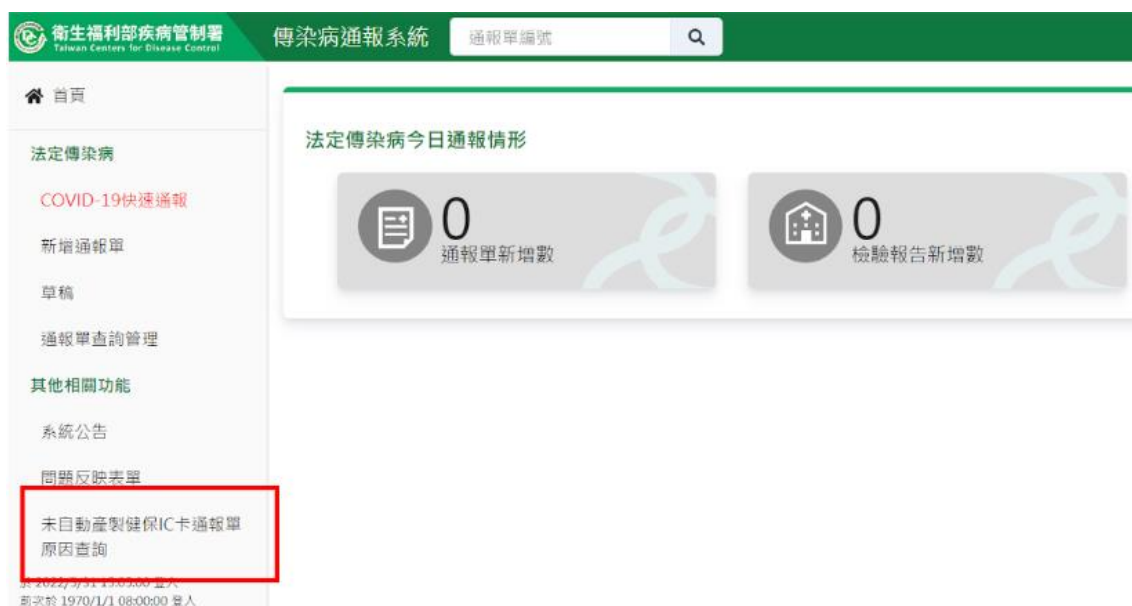 衛生福利部疾病管制署
Taiwan Centers for Disease Control
傳染病通報系統
通報單編號
首頁
法定傳染病今日通報情形
法定傳染病
COVID-19快速通報
0
通報單新增數
0
檢驗報告新增數
新增通報單
草稿
通報單查詢管理
其他相關功能
系統公告
問題反映表單
未自動產製健保IC卡通報單
原因查詢
登入
前次於 1970/1/1 08:00:00 登入